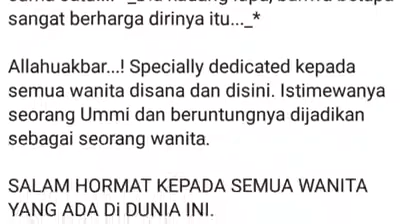 sangat berharga dirinya itu..._*
Allahuakbar...! Specially dedicated kepada
semua wanita disana dan disini. Istimewanya
seorang Ummi dan beruntungnya dijadikan
sebagai seorang wanita.
SALAM HORMAT KEPADA SEMUA WANITA
YANG ADA Di DUNIA INI.